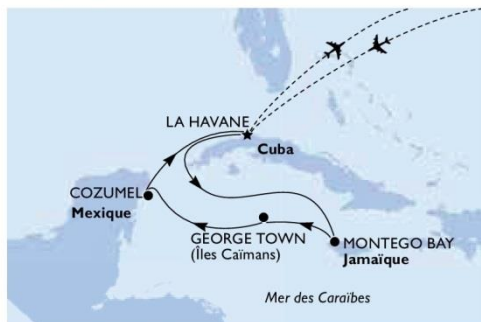 LA HAVANE
Cuba
COZUMEL
Mexique
GEORGE TOWN
(Îles Caïmans)
MONTEGO BAY
Jamaïque
Mer des Caraïbes